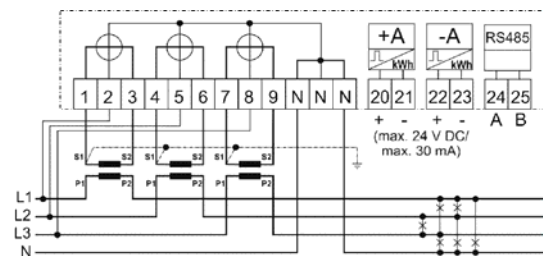 +A -A RS485
kWh kWh
1 2 3 4 5 6 7 8 9 N N N 20 21 22 23 24 25
+ - + - A B
(max. 24 V DC/
max. 30 mA)
S1 S2 S1 S2 S1 S2
P1 P2 P1 P2 P1 P2
L1
L2
L3
N